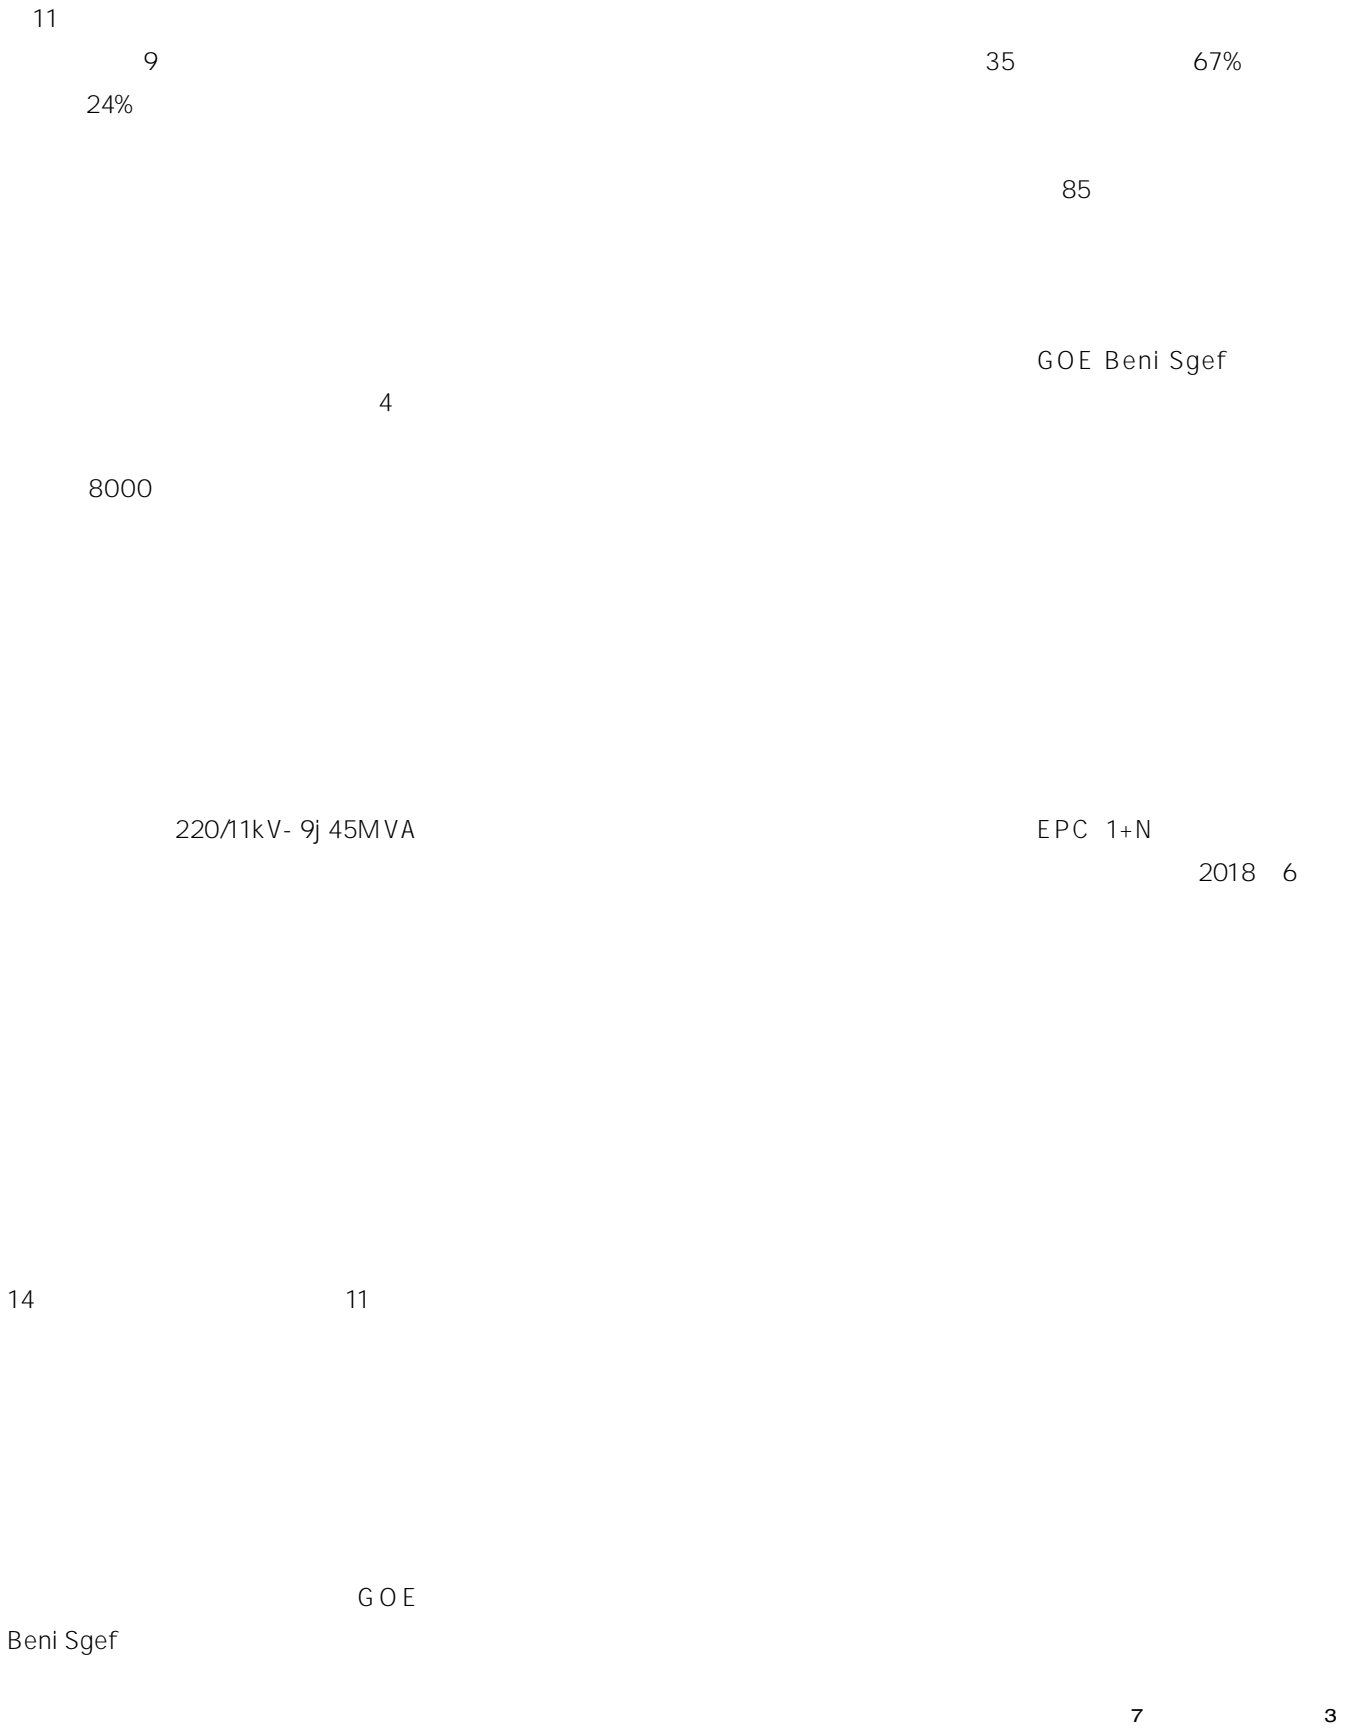 11
9
24%
4
8000
220/11kV- 9j 45MVA
14 11
GOE
Beni Sgef
35 67%
85
GOE Beni Sgef
EPC 1+N
2018 6
7 3